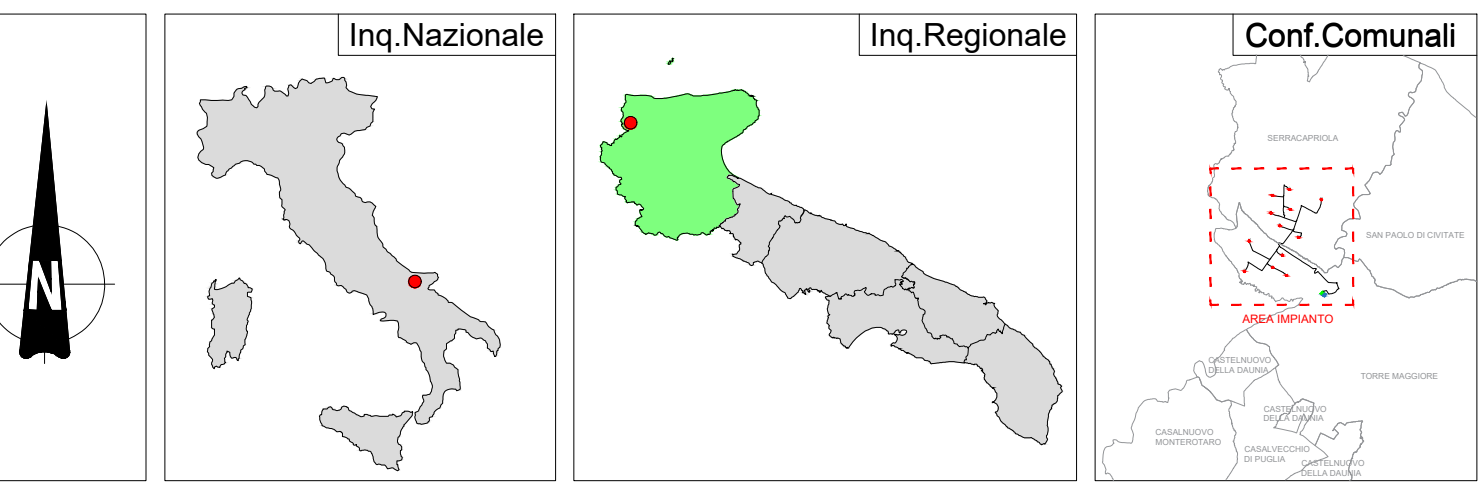 N
Inq.Nazionale
Inq.Regionale
Conf.Comunali
SERRACAPRIOLA
SAN PAOLO DI CIVITATE
AREA IMPIANTO
CASTELNUOVO
DELLA DAUNIA
TORRE MAGGIORE
CASTELNUOVO
DELLA DAUNIA
CASALNUOVO
MONTEROTARO
CASALVECCHIO
DI PUGLIA
CASTELNUOVO
DELLA DAUNIA